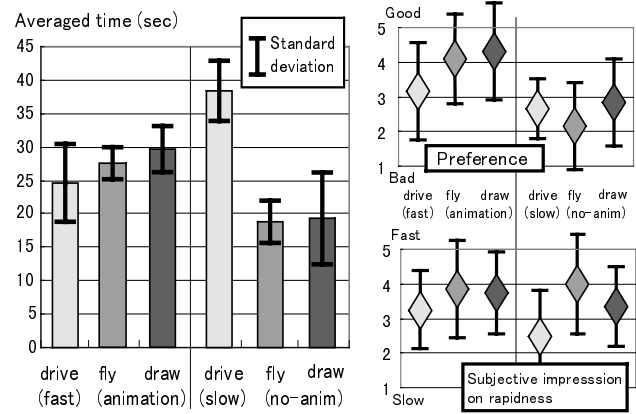 Averaged time (sec)
Standard
deviation
45
40
35
30
25
20
15
10
5
0
drive fly draw drive fly draw
(fast) (animation) (slow) (no-anim)
Good
5
4
3
2
1
Bad
Preference
drive fly draw drive fly draw
(fast) (animation) (slow) (no-anim)
Fast
5
4
3
2
1
Slow
Subjective impresssion
on rapidness